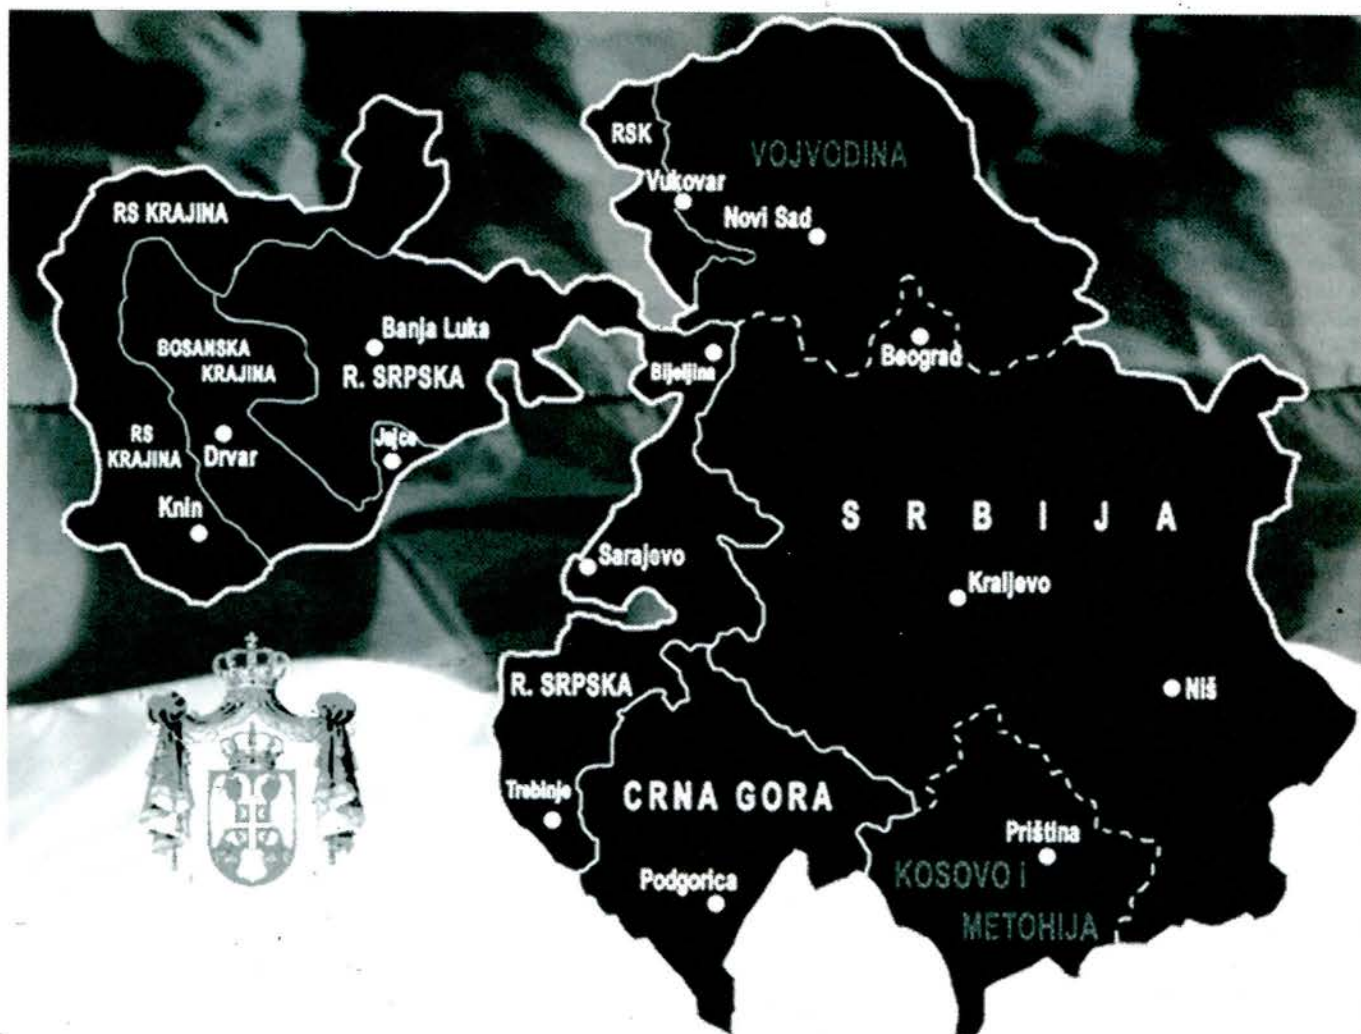 RSK
VOJVODINA
Vukovar
RS KRAJINA
Novi Sad
Banja Luka
Beograd
BOSANSKA
KRAJINA
R. SRPSKA
Bijeljina
RS
KRAJINA
Drvar
Jajce
Knin
S R B I J A
Sarajevo
Kraljevo
R. SRPSKA
Niš
Trebinje
CRNA GORA
Priština
Podgorica
KOSOVO i
METOHIJA